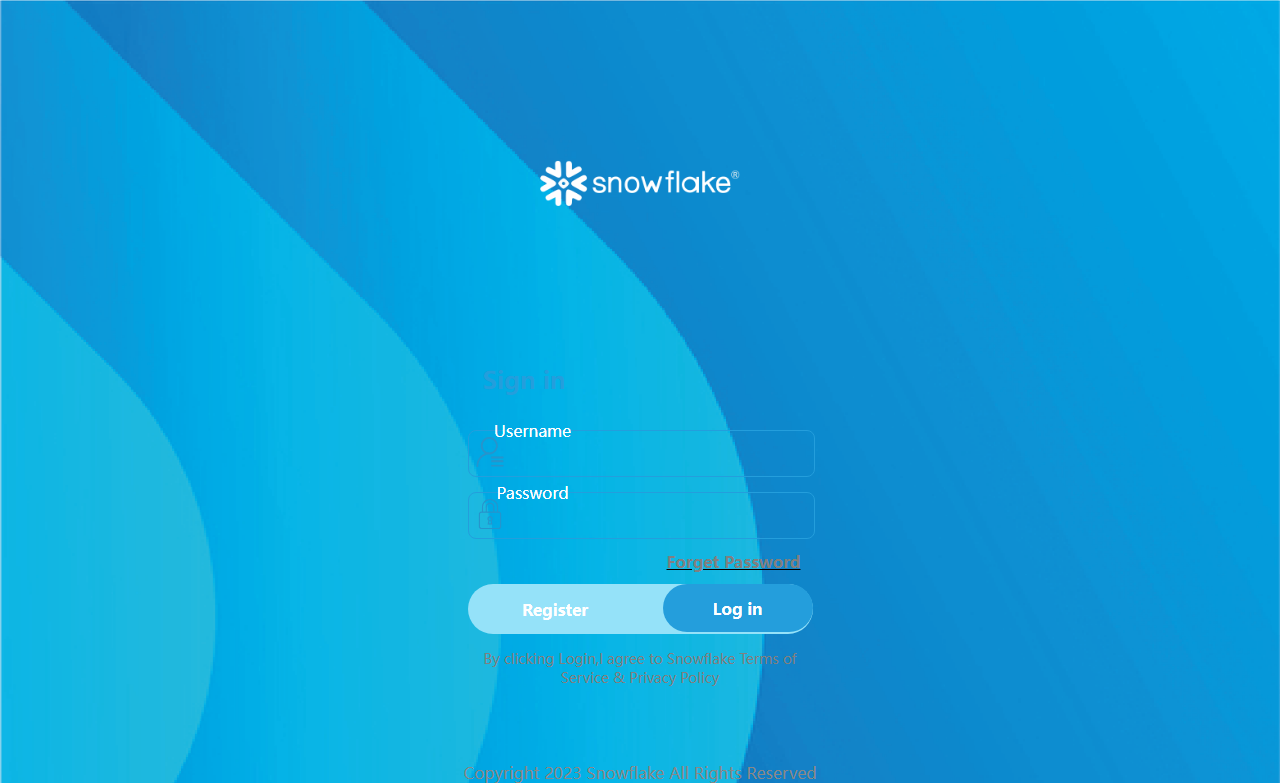 snowflake®
Sign in
Username
Password
Forget Password
Register
Log in
By clicking Login,I agree to Snowflake Terms of
Service & Privacy Policy
Copyright 2023 Snowflake All Rights Reserved